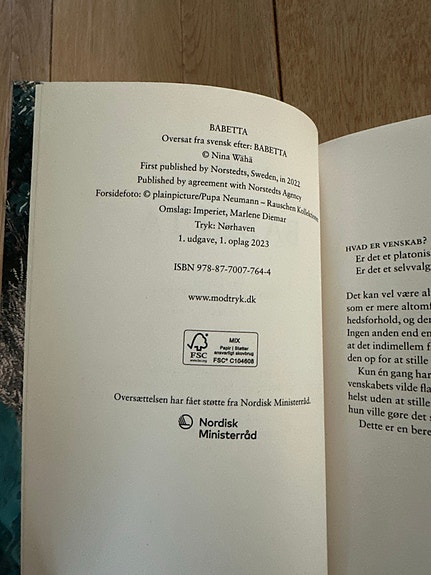 BABETTA
Oversat fra svensk efter: BABETTA
© Nina Wähä
First published by Norstedts, Sweden, in 2022
Published by agreement with Norstedts Agency
Forsidefoto: © plainpicture/Pupa Neumann – Rauschen Kollektion
Omslag: Imperiet, Marlene Diemar
Tryk: Nørhaven
1. udgave, 1. oplag 2023
ISBN 978-87-7007-764-4
www.modtryk.dk
FSC
MIX
Papir | Støtter
ansvarligt skovbrug
FSC® C104608
Oversættelsen har fået støtte fra Nordisk Ministerråd.
Nordisk
Ministerråd
HVAD ER VENSKAB?
Er det et platonis
Er det et selvvalg
Det kan vel være al
som er mere altomf
hedsforhold, og de
Ingen anden end en
at det indimellem f
den op for at stille
Kun én gang har
venskabets vilde fla
helst uden at stille
hun ville gøre det s
Dette er en bere